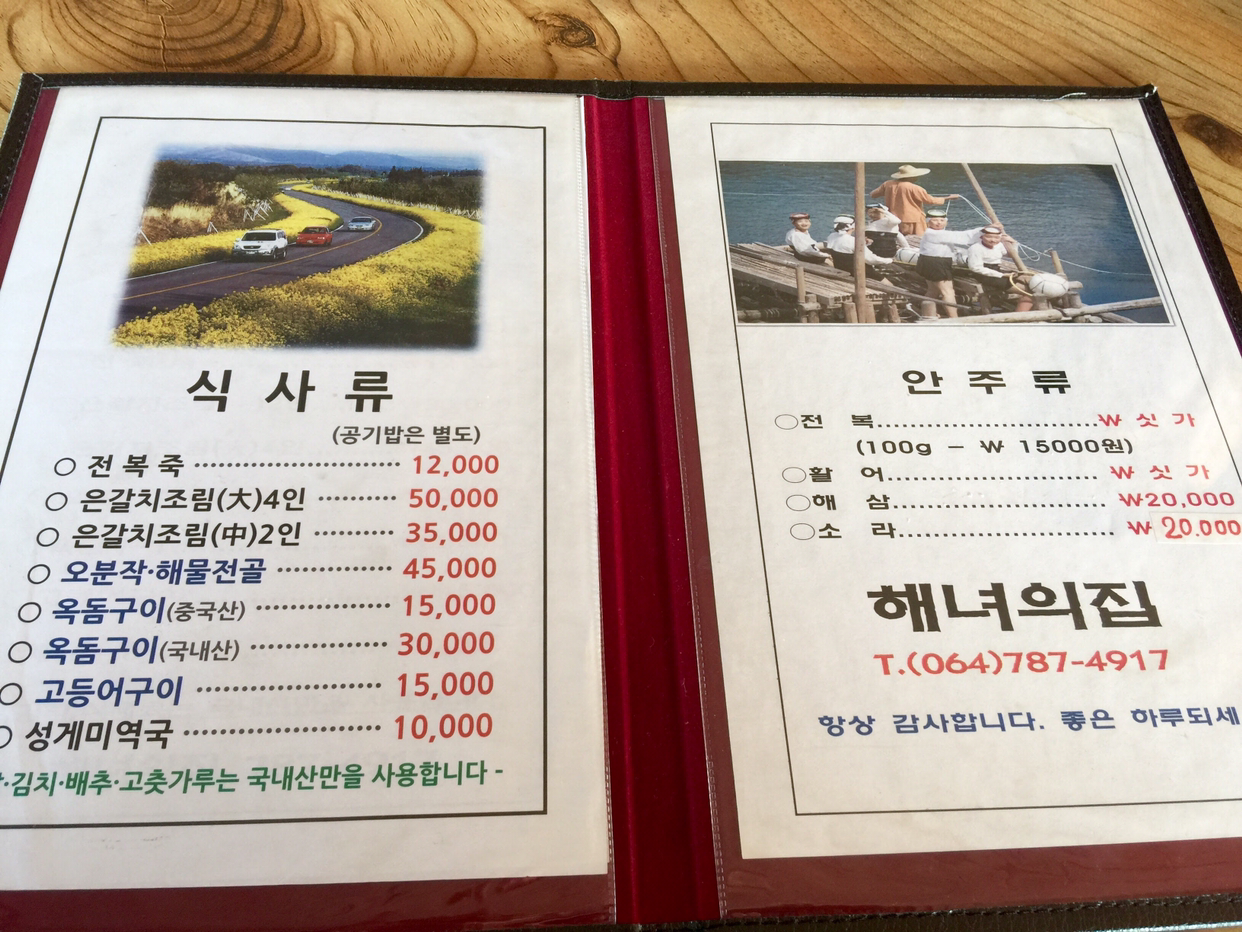 식 사 류
(공기밥은 별도)
○ 전 복 죽 ························ 12,000
○ 은갈치조림(大)4인 ·········· 50,000
○ 은갈치조림(中)2인 ·········· 35,000
○ 오분작·해물전골 ·············· 45,000
○ 옥돔구이(중국산) ················ 15,000
○ 옥돔구이(국내산) ················ 30,000
○ 고등어구이 ······················ 15,000
○ 성게미역국 ······················ 10,000
·김치·배추·고춧가루는 국내산만을 사용합니다 -
안 주 류
○전 복..............................₩ 싯 가
(100g - ₩ 15000원)
○활 어............................₩ 싯 가
○해 삼.............................₩20,000
○소 라................................₩20.000
해녀의집
T.(064)787-4917
항상 감사합니다. 좋은 하루되세